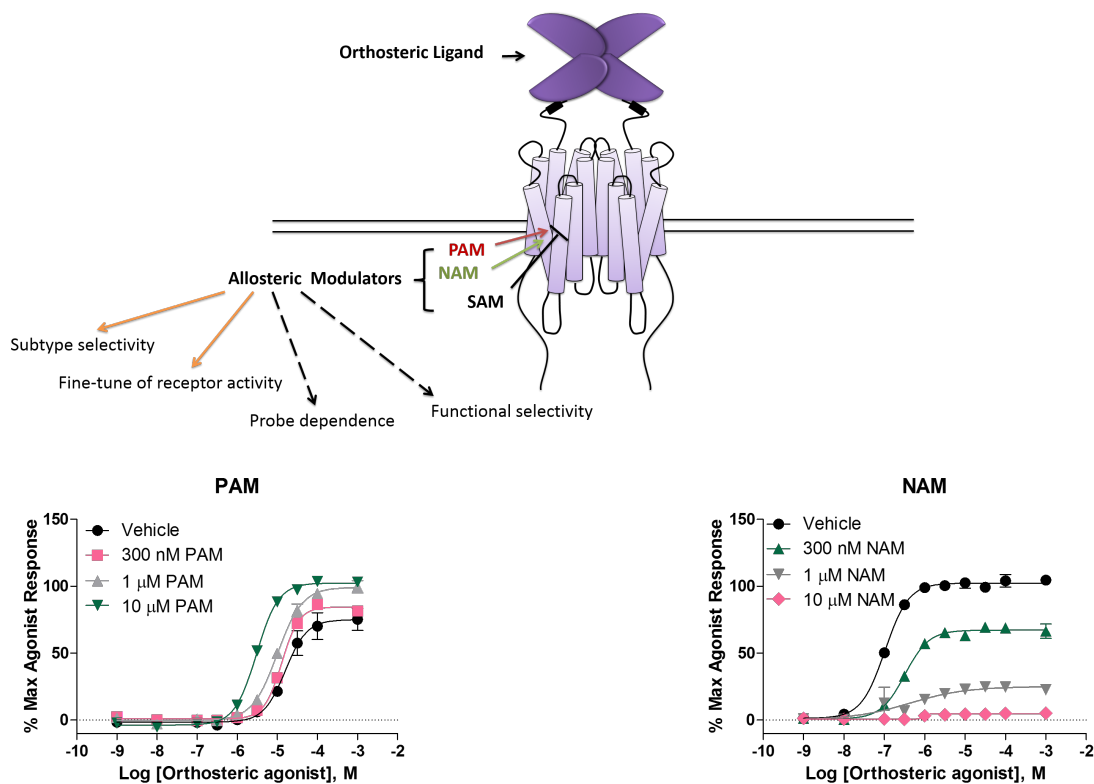 Orthosteric Ligand
PAM
NAM
SAM
Allosteric Modulators
Subtype selectivity
Fine-tune of receptor activity
Probe dependence
Functional selectivity
PAM
% Max Agonist Response
150
100
50
0
Vehicle
300 nM PAM
1 μM PAM
10 μM PAM
-10 -9 -8 -7 -6 -5 -4 -3 -2
Log [Orthosteric agonist], M
NAM
% Max Agonist Response
150
100
50
0
Vehicle
300 nM NAM
1 μM NAM
10 μM NAM
-10 -9 -8 -7 -6 -5 -4 -3 -2
Log [Orthosteric agonist], M